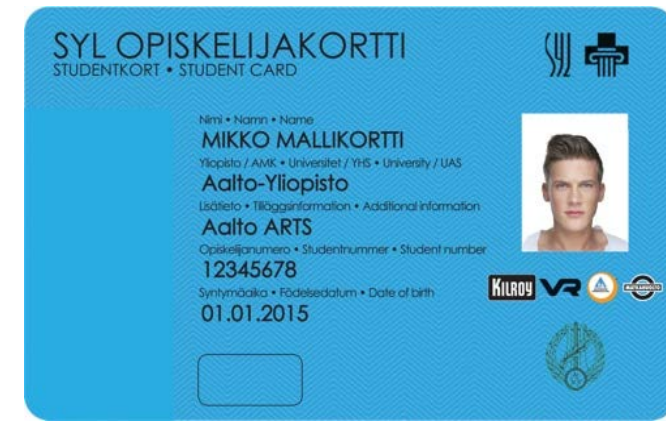 SYL OPISKELIJAKORTTI
STUDENTKORT • STUDENT CARD
Nimi • Namn • Name
MIKKO MALLIKORTTI
Yliopisto / AMK • Universitet / YHS • University / UAS
Aalto-Yliopisto
Lisätieto • Tilläggsinformation • Additional information
Aalto ARTS
Opiskelijanumero • Studentnummer • Student number
12345678
Syntymäaika • Födelsedatum • Date of birth
01.01.2015
KILROY VR MATKAHUOLTO